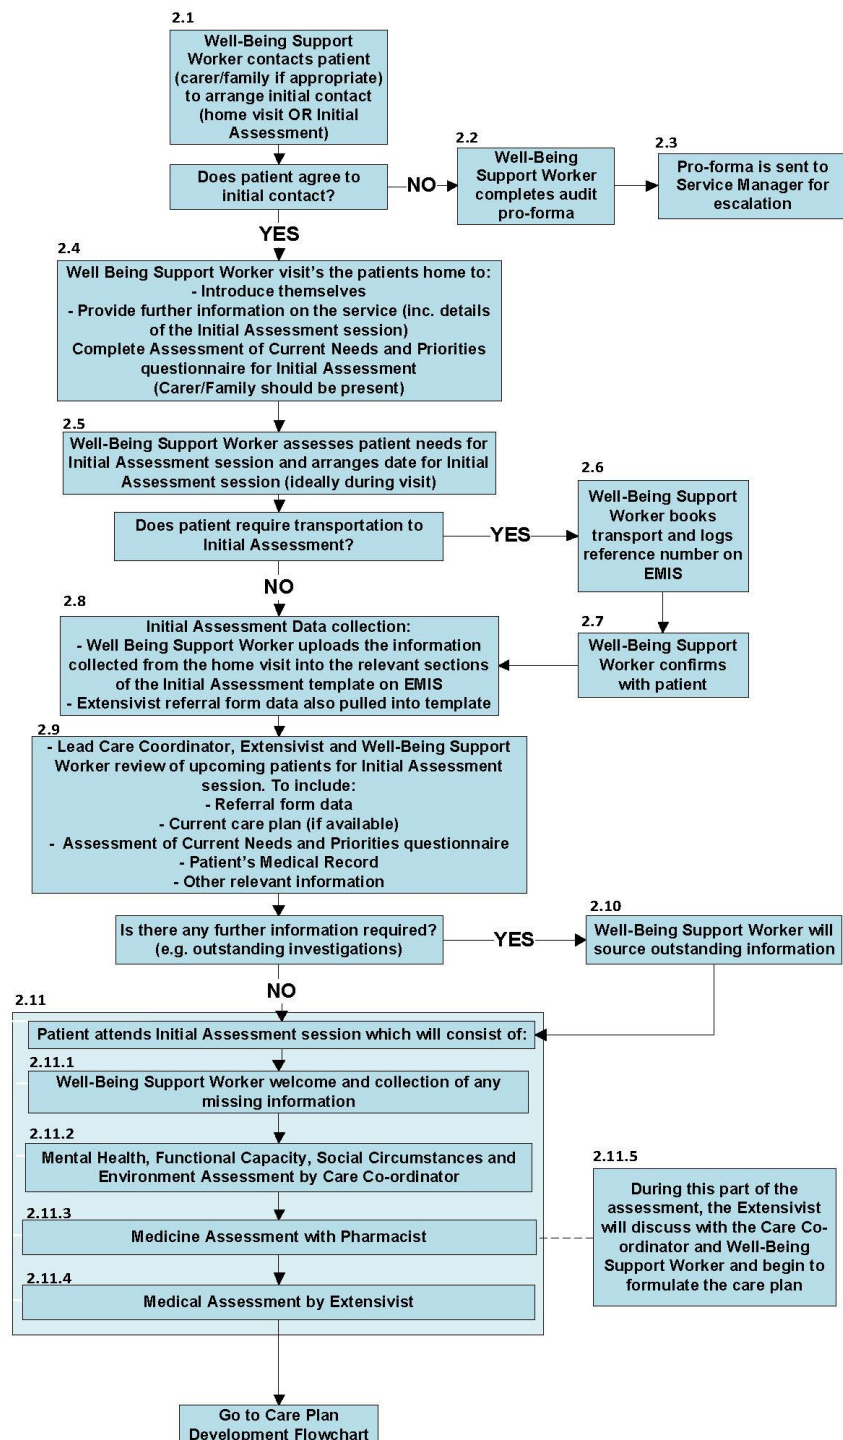 2.1
Well-Being Support
Worker contacts patient
(carer/family if appropriate)
to arrange initial contact
(home visit OR Initial
Assessment)
Does patient agree to
initial contact?
NO
2.2
Well-Being
Support Worker
completes audit
pro-forma
2.3
Pro-forma is sent to
Service Manager for
escalation
YES
2.4
Well Being Support Worker visit's the patients home to:
- Introduce themselves
- Provide further information on the service (inc. details
of the Initial Assessment session)
Complete Assessment of Current Needs and Priorities
questionnaire for Initial Assessment
(Carer/Family should be present)
2.5
Well-Being Support Worker assesses patient needs for
Initial Assessment session and arranges date for Initial
Assessment session (ideally during visit)
Does patient require transportation to
Initial Assessment?
YES
2.6
Well-Being Support
Worker books
transport and logs
reference number on
EMIS
NO
2.7
Well-Being Support
Worker confirms
with patient
2.8
Initial Assessment Data collection:
- Well Being Support Worker uploads the information
collected from the home visit into the relevant sections
of the Initial Assessment template on EMIS
- Extensivist referral form data also pulled into template
2.9
- Lead Care Coordinator, Extensivist and Well-Being Support
Worker review of upcoming patients for Initial Assessment
session. To include:
- Referral form data
- Current care plan (if available)
- Assessment of Current Needs and Priorities questionnaire
- Patient's Medical Record
- Other relevant information
Is there any further information required?
(e.g. outstanding investigations)
YES
2.10
Well-Being Support Worker will
source outstanding information
NO
2.11
Patient attends Initial Assessment session which will consist of:
2.11.1
Well-Being Support Worker welcome and collection of any
missing information
2.11.2
Mental Health, Functional Capacity, Social Circumstances and
Environment Assessment by Care Co-ordinator
2.11.3
Medicine Assessment with Pharmacist
2.11.4
Medical Assessment by Extensivist
2.11.5
During this part of the
assessment, the Extensivist
will discuss with the Care Co-
ordinator and Well-Being
Support Worker and begin to
formulate the care plan
Go to Care Plan
Development Flowchart